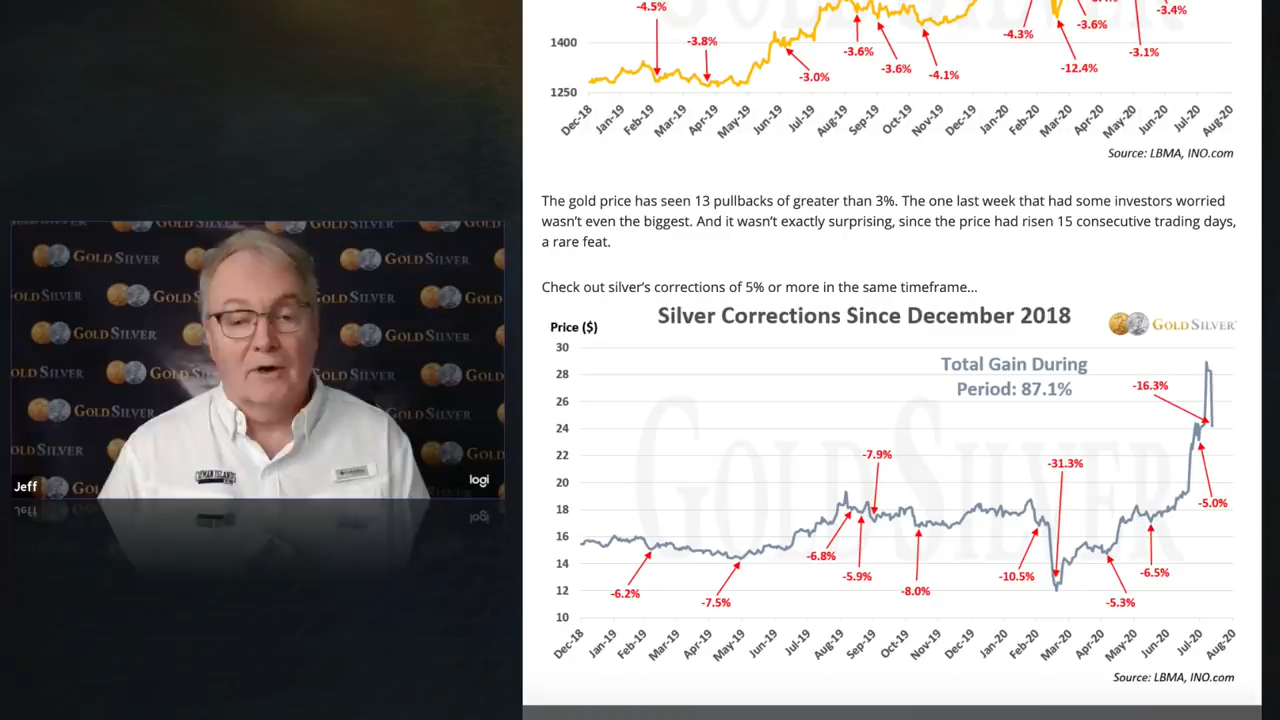 -4.5%
-3.8%
-3.0%
-3.6%
-3.6%
-4.1%
-4.3%
-12.4%
-3.6%
-3.1%
-3.4%
1400
1250
Dec-18 Jan-19 Feb-19 Mar-19 Apr-19 May-19 Jun-19 Jul-19 Aug-19 Sep-19 Oct-19 Nov-19 Dec-19 Jan-20 Feb-20 Mar-20 Apr-20 May-20 Jun-20 Jul-20 Aug-20
Source: LBMA, INO.com
The gold price has seen 13 pullbacks of greater than 3%. The one last week that had some investors worried
wasn't even the biggest. And it wasn't exactly surprising, since the price had risen 15 consecutive trading days,
a rare feat.
Check out silver's corrections of 5% or more in the same timeframe...
Silver Corrections Since December 2018
GOLDSILVER
Price ($)
Total Gain During
Period: 87.1%
30
28
26
24
22
20
18
16
14
12
10
-6.2%
-7.5%
-6.8%
-5.9%
-7.9%
-8.0%
-10.5%
-31.3%
-5.3%
-6.5%
-16.3%
-5.0%
GOLDSILVER
Dec-18 Jan-19 Feb-19 Mar-19 Apr-19 May-19 Jun-19 Jul-19 Aug-19 Sep-19 Oct-19 Nov-19 Dec-19 Jan-20 Feb-20 Mar-20 Apr-20 May-20 Jun-20 Jul-20 Aug-20
Source: LBMA, INO.com
GOLDSILVER
GOLDSILVER
GOLDSILVER
GOLDSILVER
CAYMAN ISLANDS
Columbia
Jeff
logi